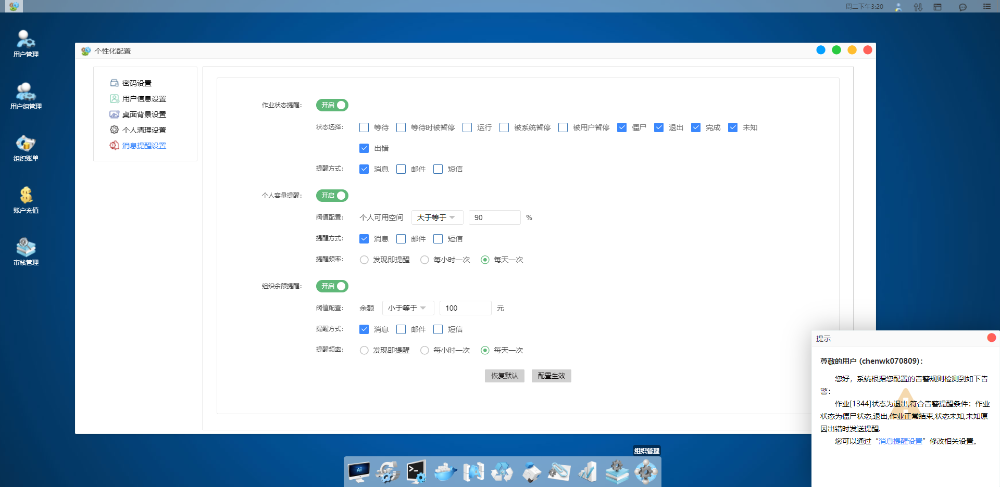 周二下午3:20
用户管理
用户组管理
组织账单
账户充值
审核管理
个性化配置
密码设置
用户信息设置
桌面背景设置
个人清理设置
消息提醒设置
作业状态提醒: 开启
状态选择: 等待 等待时被暂停 运行 被系统暂停 被用户暂停 僵尸 退出 完成 未知
出错
提醒方式: 消息 邮件 短信
个人容量提醒: 开启
阀值配置: 个人可用空间 大于等于 90 %
提醒方式: 消息 邮件 短信
提醒频率: 发现即提醒 每小时一次 每天一次
组织余额提醒: 开启
阀值配置: 余额 小于等于 100 元
提醒方式: 消息 邮件 短信
提醒频率: 发现即提醒 每小时一次 每天一次
恢复默认 配置生效
提示
尊敬的用户 (chenwk070809):
您好，系统根据您配置的告警规则检测到如下告
警：
作业[1344]状态为退出,符合告警提醒条件：作业
状态为僵尸状态,退出,作业正常结束,状态未知,未知原
因出错时发送提醒.
您可以通过“消息提醒设置”修改相关设置。
组织管理
Ai